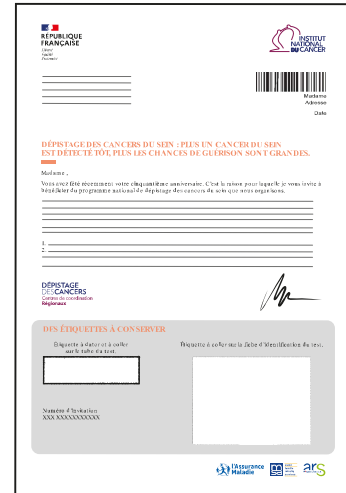 RÉPUBLIQUE
FRANÇAISE
Liberté
Égalité
Fraternité
INSTITUT
NATIONAL
DU CANCER
Madame
Adresse
Date
DÉPISTAGE DES CANCERS DU SEIN : PLUS UN CANCER DU SEIN
EST DÉTECTÉ TÔT, PLUS LES CHANCES DE GUÉRISON SONT GRANDES.
Madame ,
Vous avez fêté récemment votre cinquantième anniversaire. C'est la raison pour laquelle je vous invite à
bénéficier du programme national de dépistage des cancers du sein que nous organisons.
1.
2.
DÉPISTAGE
DES CANCERS
Centres de coordination
Régionaux
DES ÉTIQUETTES À CONSERVER
Étiquette à dater et à coller
sur le tube du test.
Étiquette à coller sur la fiche d'identification du test.
Numéro d'Invitation
XXX XXXXXXXXXXX
l'Assurance
Maladie
ars